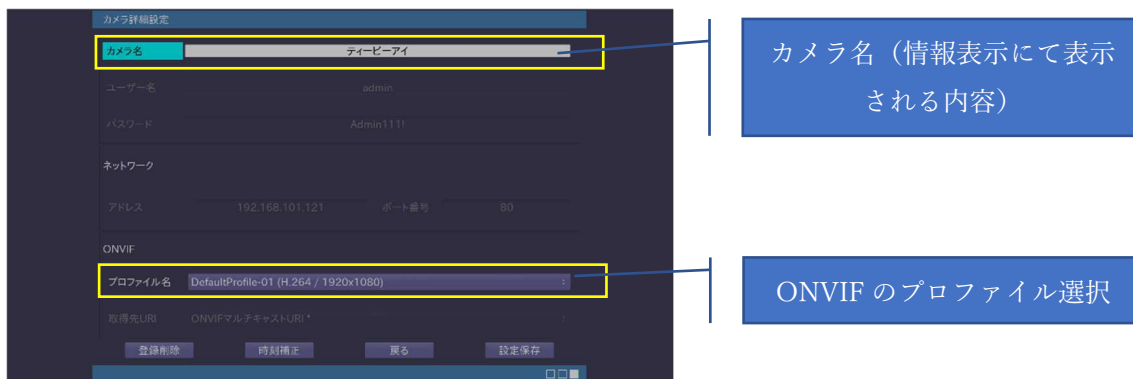 カメラ詳細設定
カメラ名 ティービーアイ
ユーザー名 admin
パスワード Admin111!
ネットワーク
アドレス 192.168.101.121 ポート番号 80
ONVIF
プロファイル名 DefaultProfile-01 (H.264 / 1920x1080)
取得先URI ONVIFマルチキャストURI *
登録削除 時刻補正 戻る 設定保存
カメラ名（情報表示にて表示
される内容）
ONVIF のプロファイル選択